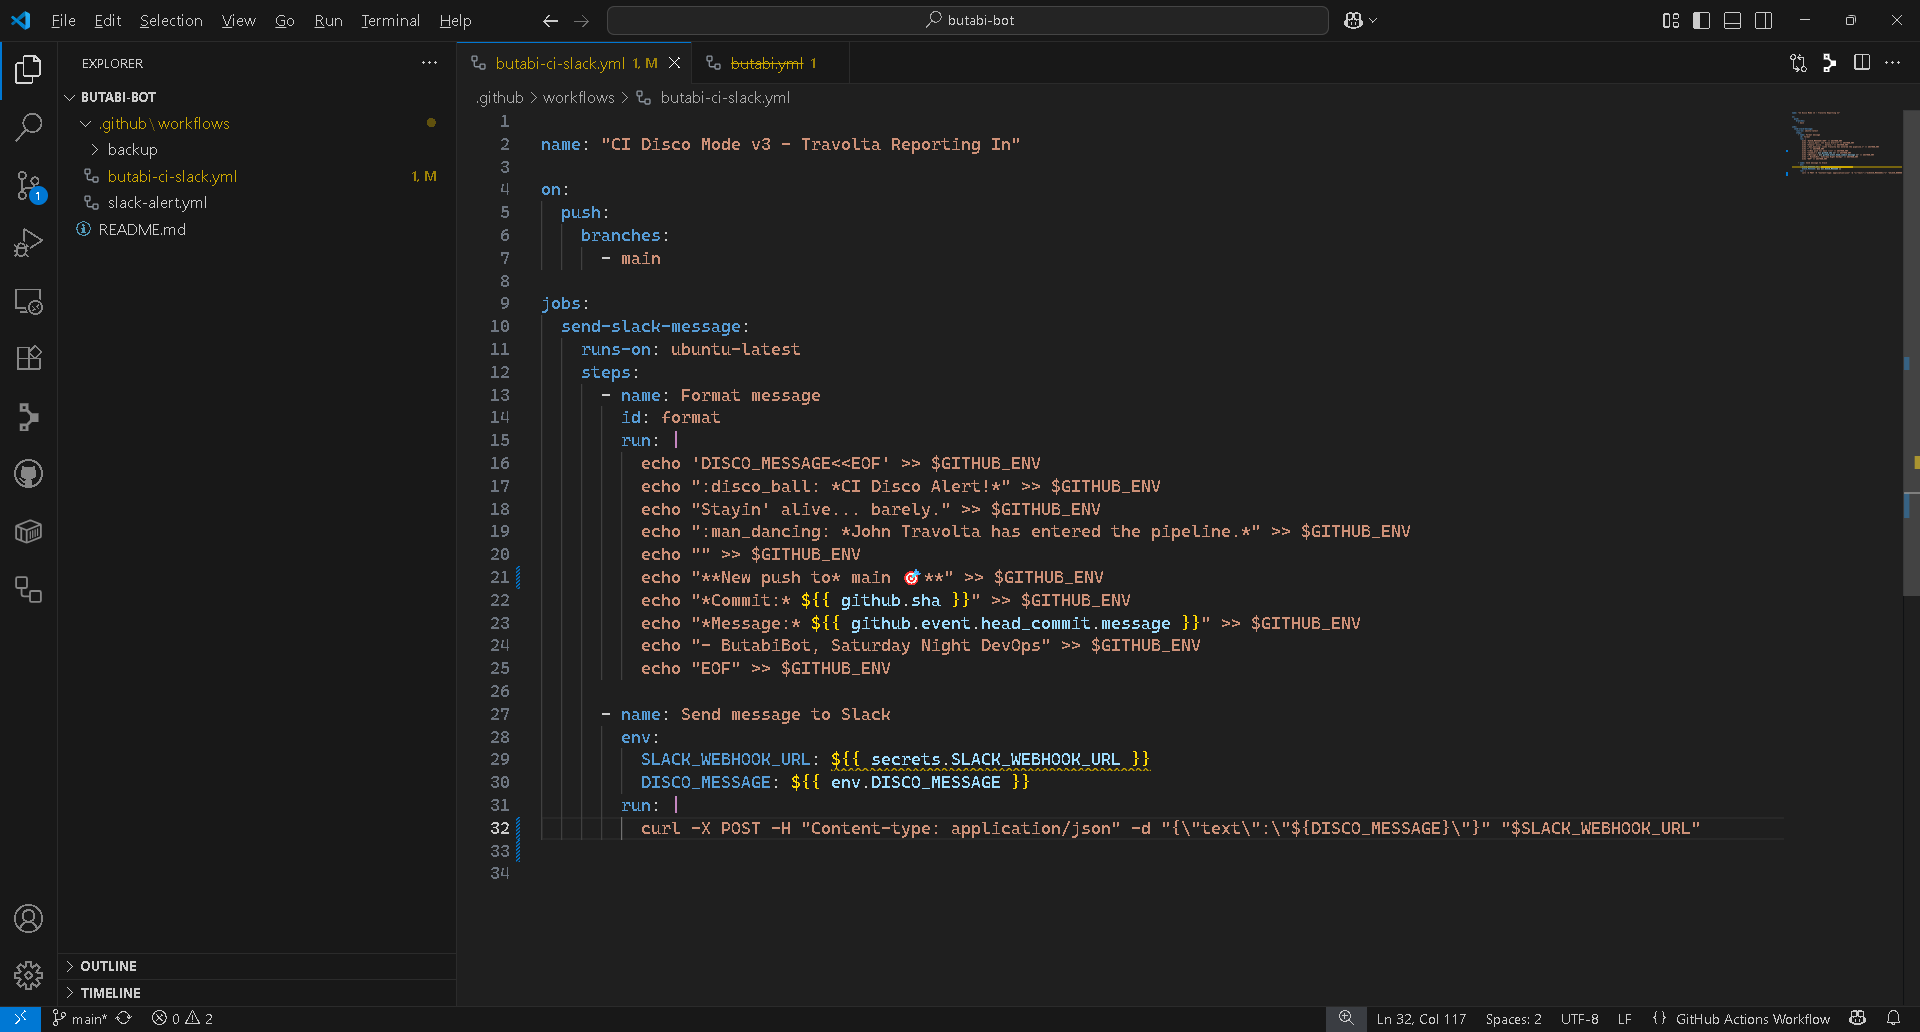 File Edit Selection View Go Run Terminal Help
butabi-bot
EXPLORER
BUTABI-BOT
.github\workflows
backup
butabi-ci-slack.yml 1, M
slack-alert.yml
README.md
1
OUTLINE
TIMELINE
butabi-ci-slack.yml 1, M
butabi.yml 1
.github > workflows > butabi-ci-slack.yml
1
2 name: "CI Disco Mode v3 - Travolta Reporting In"
3
4 on:
5 push:
6 branches:
7 - main
8
9 jobs:
10 send-slack-message:
11 runs-on: ubuntu-latest
12 steps:
13 - name: Format message
14 id: format
15 run: |
16 echo 'DISCO_MESSAGE<<EOF' >> $GITHUB_ENV
17 echo ":disco_ball: *CI Disco Alert!*" >> $GITHUB_ENV
18 echo "Stayin' alive... barely." >> $GITHUB_ENV
19 echo ":man_dancing: *John Travolta has entered the pipeline.*" >> $GITHUB_ENV
20 echo "" >> $GITHUB_ENV
21 echo "**New push to* main 🎯**" >> $GITHUB_ENV
22 echo "*Commit:* ${{ github.sha }}" >> $GITHUB_ENV
23 echo "*Message:* ${{ github.event.head_commit.message }}" >> $GITHUB_ENV
24 echo "- ButabiBot, Saturday Night DevOps" >> $GITHUB_ENV
25 echo "EOF" >> $GITHUB_ENV
26
27 - name: Send message to Slack
28 env:
29 SLACK_WEBHOOK_URL: ${{ secrets.SLACK_WEBHOOK_URL }}
30 DISCO_MESSAGE: ${{ env.DISCO_MESSAGE }}
31 run: |
32 curl -X POST -H "Content-type: application/json" -d "{\"text\":\"${DISCO_MESSAGE}\"}" "$SLACK_WEBHOOK_URL"
33
34
main* 0 2
Ln 32, Col 117 Spaces: 2 UTF-8 LF {} GitHub Actions Workflow